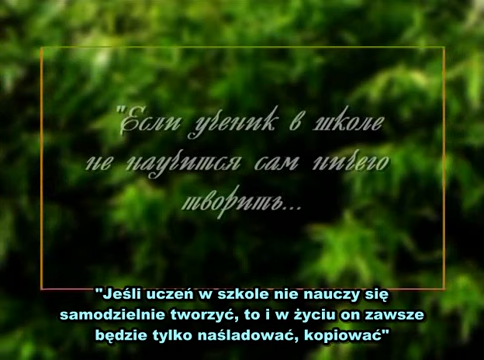 "Если ученик в школе
не научится сам ничего
творить...
"Jeśli uczeń w szkole nie nauczy się
samodzielnie tworzyć, to i w życiu on zawsze
będzie tylko naśladować, kopiować"